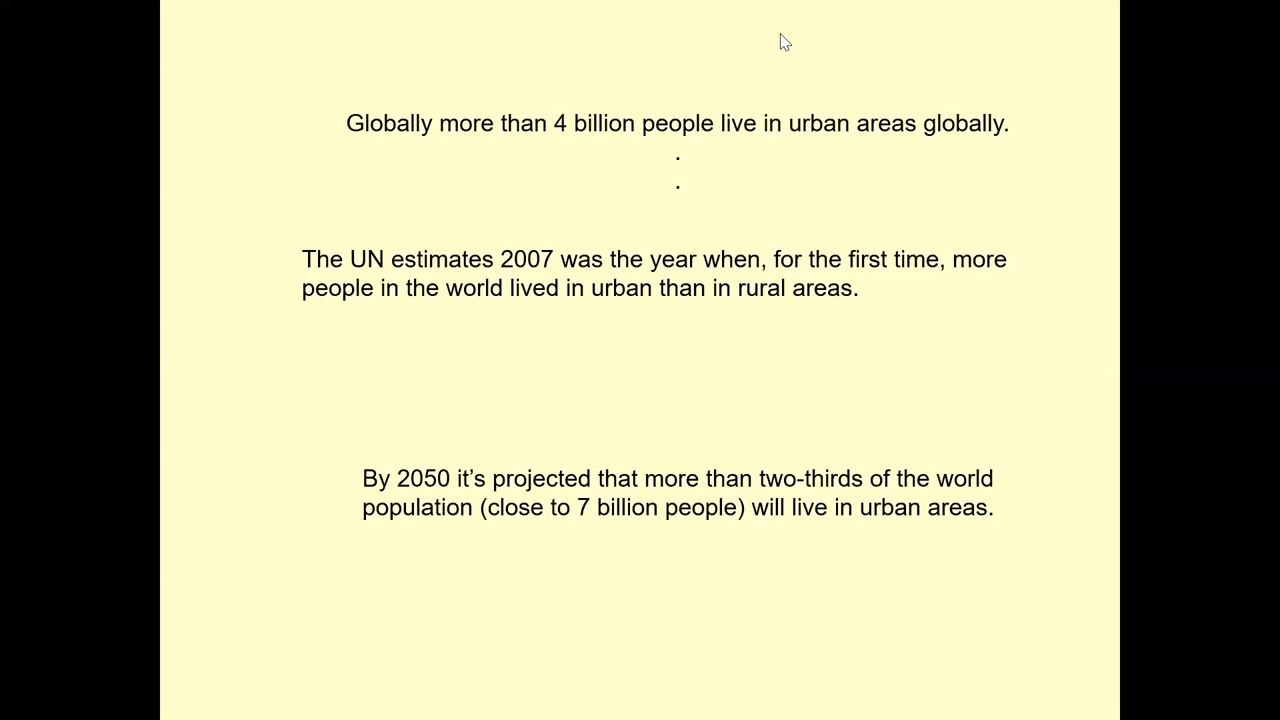 Globally more than 4 billion people live in urban areas globally.
.
.
The UN estimates 2007 was the year when, for the first time, more
people in the world lived in urban than in rural areas.
By 2050 it’s projected that more than two-thirds of the world
population (close to 7 billion people) will live in urban areas.